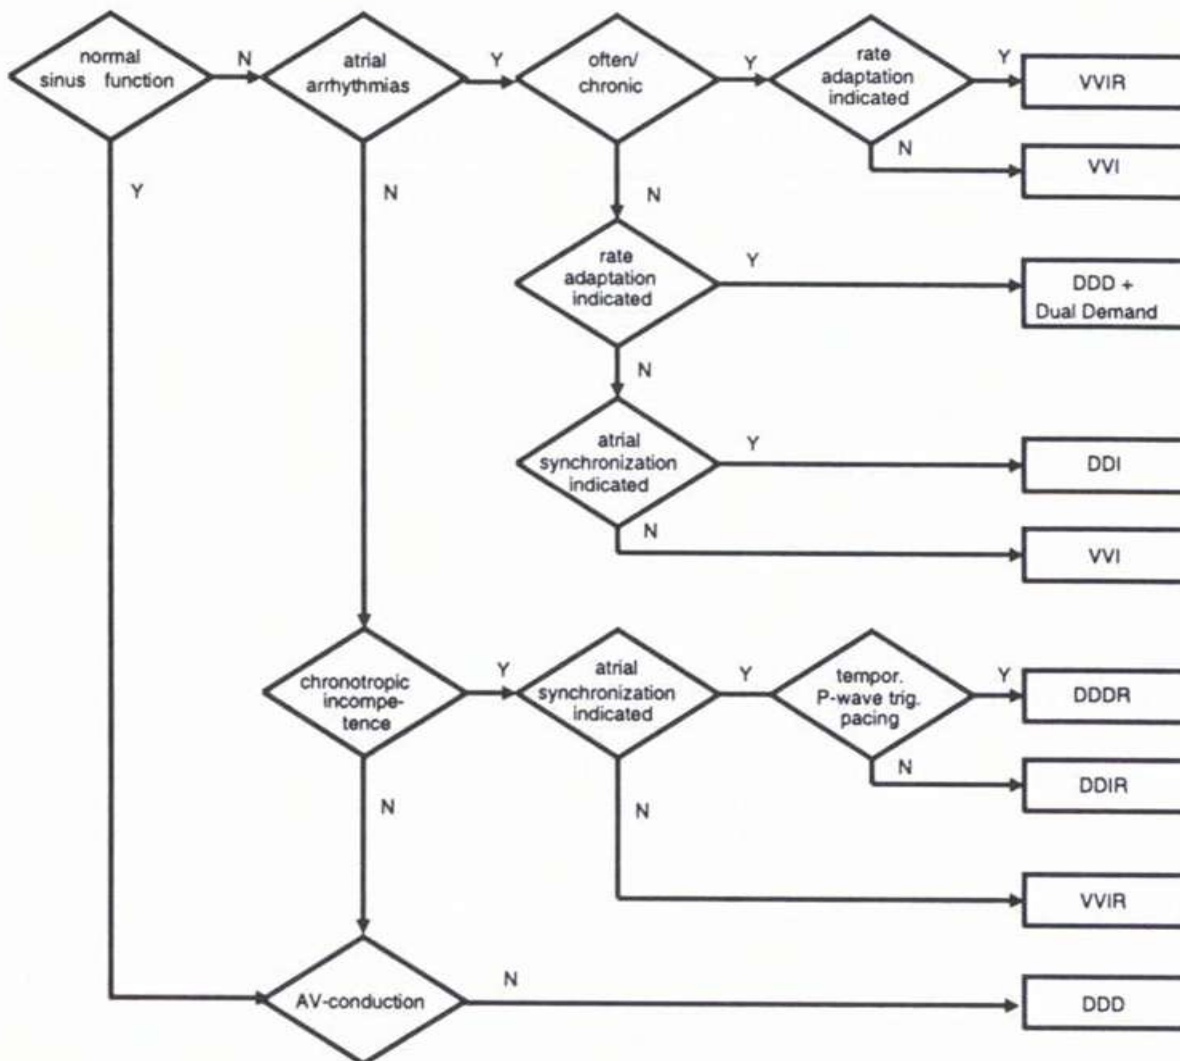 normal
sinus function
N
atrial
arrhythmias
Y
often/
chronic
Y
rate
adaptation
indicated
Y
VVIR
N
VVI
Y
N
N
rate
adaptation
indicated
Y
DDD +
Dual Demand
N
atrial
synchronization
indicated
Y
DDI
N
VVI
chronotropic
incompe-
tence
Y
atrial
synchronization
indicated
Y
tempor.
P-wave trig.
pacing
Y
DDDR
N
DDIR
N
N
VVIR
AV-conduction
N
DDD